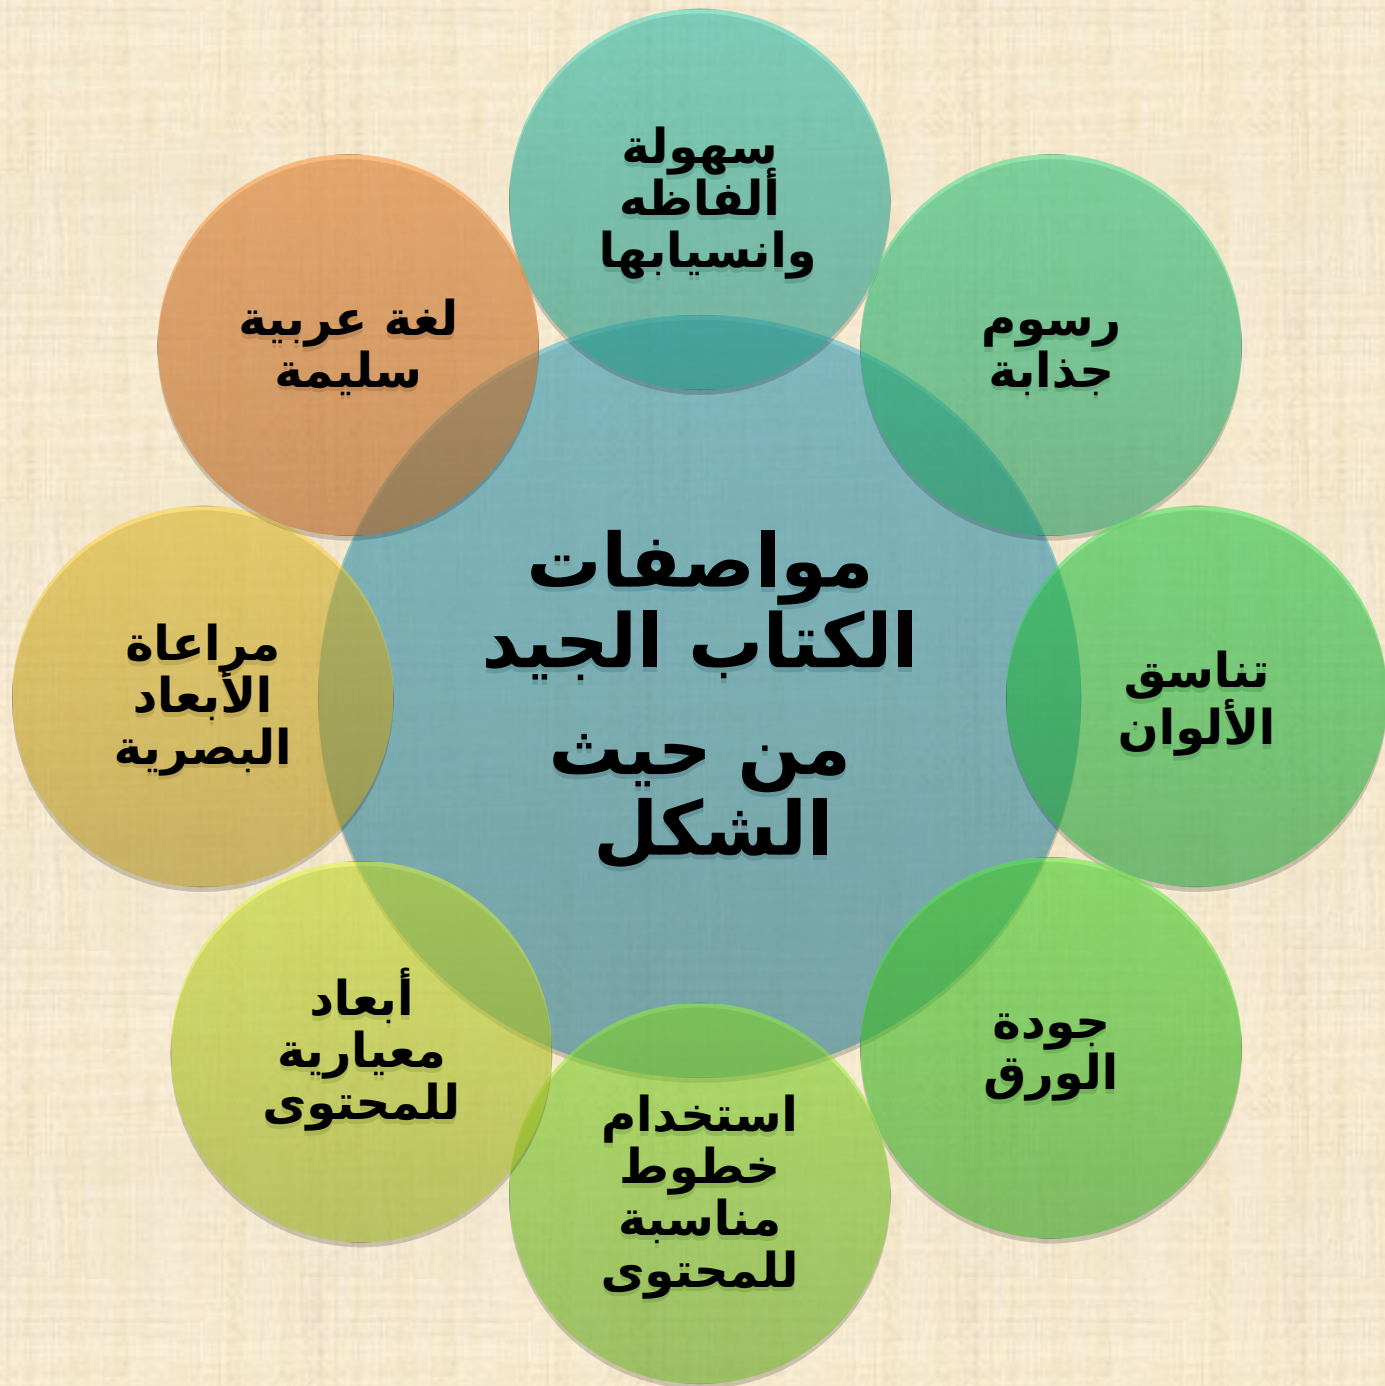 مواصفات
الكتاب الجيد
من حيث
الشكل
سهولة
ألفاظه
وانسيابها
رسوم
جذابة
تناسق
الألوان
جودة
الورق
استخدام
خطوط
مناسبة
للمحتوى
أبعاد
معيارية
للمحتوى
مراعاة
الأبعاد
البصرية
لغة عربية
سليمة